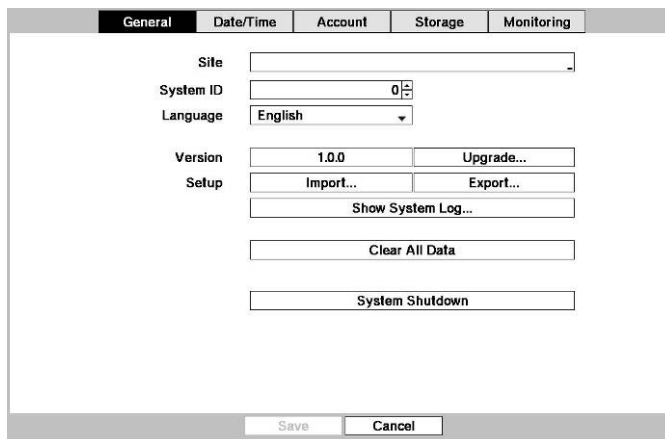 General Date/Time Account Storage Monitoring
Site
System ID 0
Language English
Version 1.0.0 Upgrade...
Setup Import... Export...
Show System Log...
Clear All Data
System Shutdown
Save Cancel